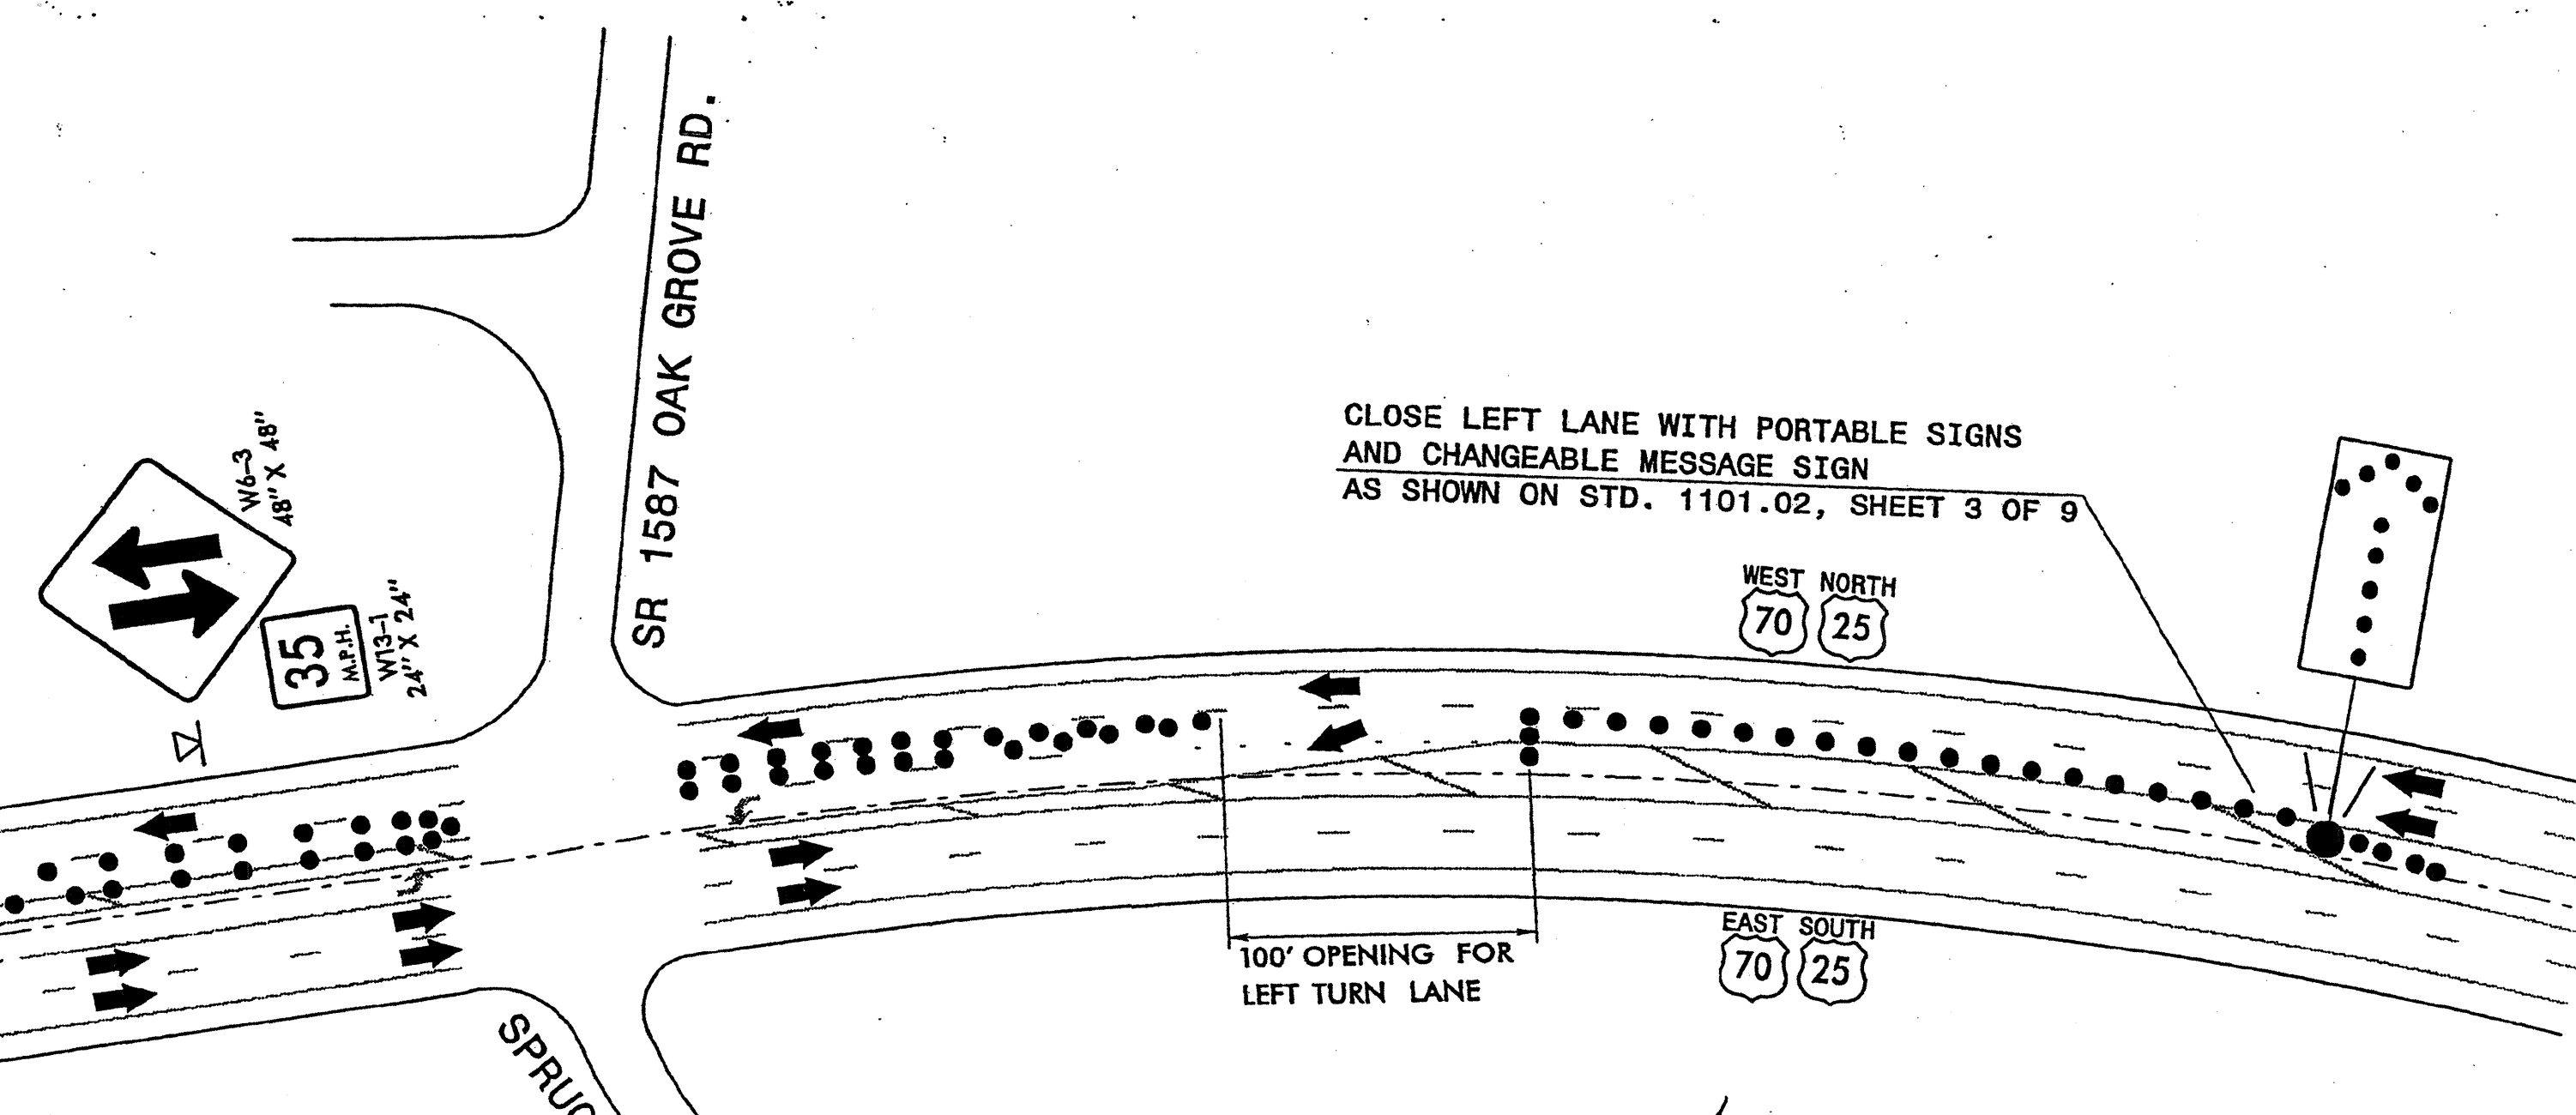 SR 1587 OAK GROVE RD.
W6-3
48" X 48"
35
M.P.H.
W13-1
24" X 24"
CLOSE LEFT LANE WITH PORTABLE SIGNS
AND CHANGEABLE MESSAGE SIGN
AS SHOWN ON STD. 1101.02, SHEET 3 OF 9
WEST NORTH
70 25
EAST SOUTH
70 25
100' OPENING FOR
LEFT TURN LANE